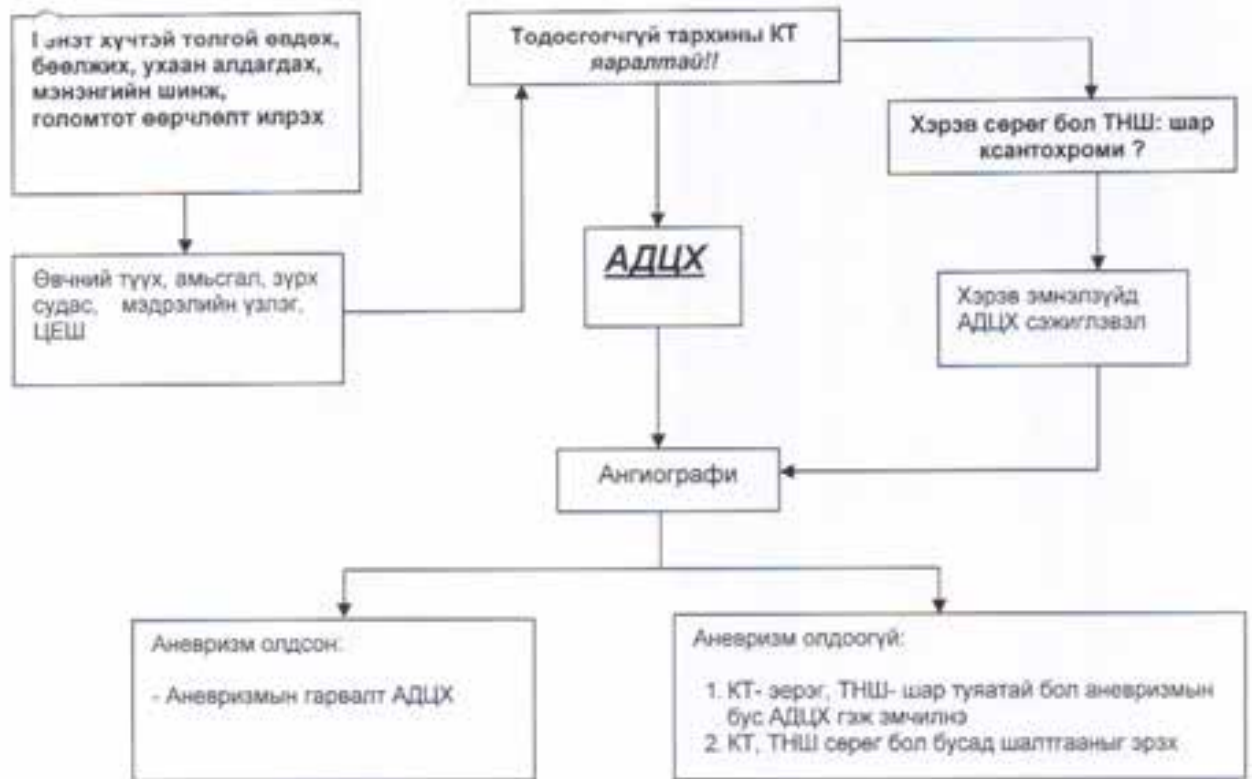 Гэнэт хүчтэй толгой өвдөх,
бөөлжих, ухаан алдагдах,
мэнэнгийн шинж,
голомтот өөрчлөлт илрэх
Өвчний түүх, амьсгал, зүрх
судас, мэдрэлийн үзлэг,
ЦЕШ
Тодосгогчгүй тархины КТ
яаралтай!!
Хэрэв сөрөг бол ТНШ: шар
ксантохроми ?
АДЦХ
Хэрэв эмнэлзүйд
АДЦХ сэжиглэвэл
Ангиографи
Аневризм олдсон:
- Аневризмын гарвалт АДЦХ
Аневризм олдоогүй:
1. КТ- эерэг, ТНШ- шар туяатай бол аневризмын
бус АДЦХ гэж эмчилнэ
2. КТ, ТНШ сөрөг бол бусад шалтгааныг эрэх